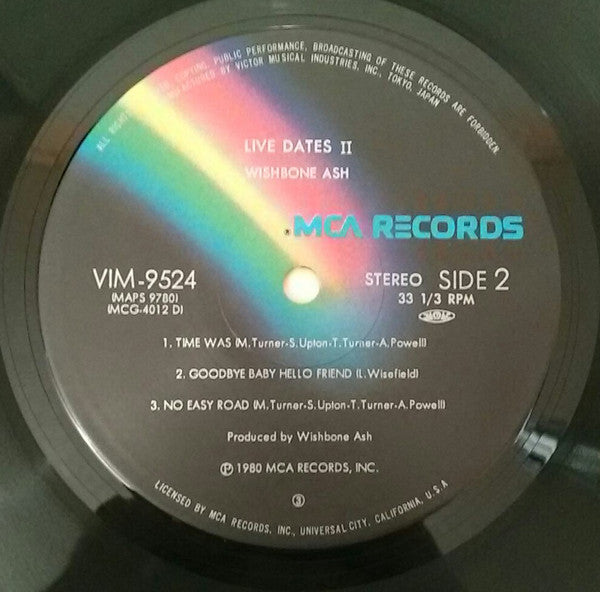 ALL RIGHTS COPYING, PUBLIC PERFORMANCE, BROADCASTING OF THESE RECORDS ARE FORBIDDEN.
MANUFACTURED BY VICTOR MUSICAL INDUSTRIES, INC., TOKYO, JAPAN
LIVE DATES II
WISHBONE ASH
MCA RECORDS
VIM-9524
(MAPS 9780)
(MCG-4012 D)
STEREO SIDE 2
33 1/3 RPM
1. TIME WAS (M.Turner-S.Upton-T.Turner-A.Powell)
2. GOODBYE BABY HELLO FRIEND (L.Wisefield)
3. NO EASY ROAD (M.Turner-S.Upton-T.Turner-A.Powell)
Produced by Wishbone Ash
Ⓟ 1980 MCA RECORDS, INC.
③
LICENSED BY MCA RECORDS, INC., UNIVERSAL CITY, CALIFORNIA, U.S.A